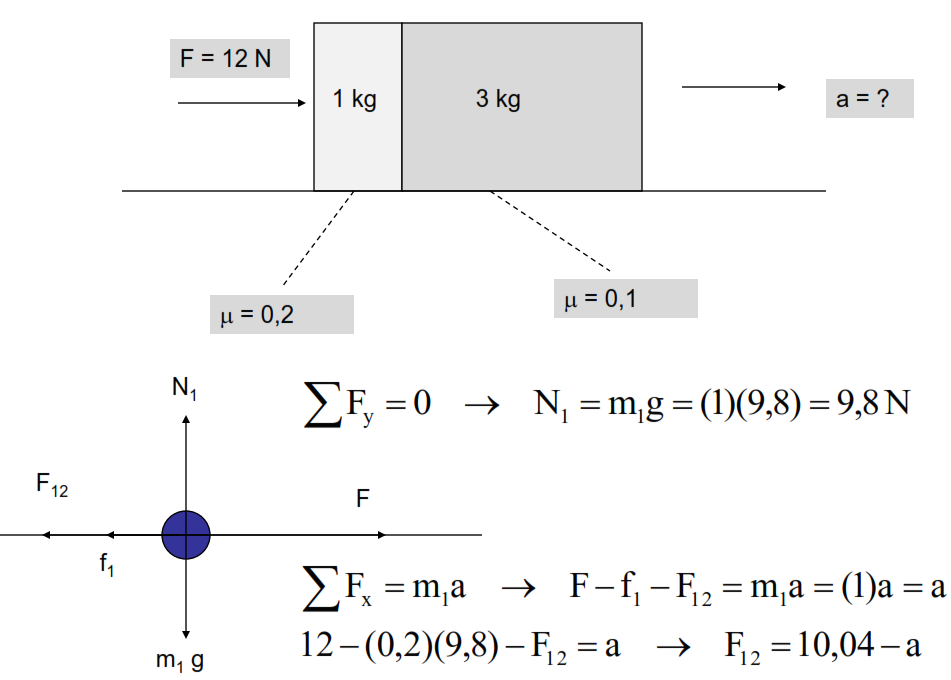 F = 12 N
1 kg
3 kg
a = ?
μ = 0,2
μ = 0,1
N₁
∑Fy = 0 → N₁ = m₁g = (1)(9,8) = 9,8 N
F₁₂
F
f₁
∑Fₓ = m₁a → F − f₁ − F₁₂ = m₁a = (1)a = a
12 − (0,2)(9,8) − F₁₂ = a → F₁₂ = 10,04 − a
m₁ g